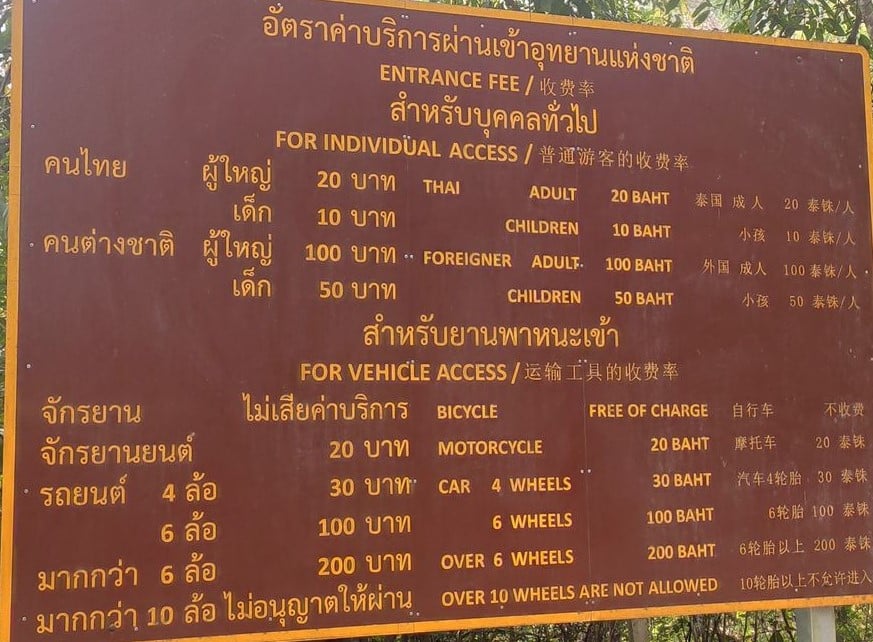 อัตราค่าบริการผ่านเข้าอุทยานแห่งชาติ
ENTRANCE FEE / 收费率
สำหรับบุคคลทั่วไป
FOR INDIVIDUAL ACCESS / 普通游客的收费率
คนไทย ผู้ใหญ่ 20 บาท THAI ADULT 20 BAHT 泰国 成人 20 泰铢/人
เด็ก 10 บาท CHILDREN 10 BAHT 小孩 10 泰铢/人
คนต่างชาติ ผู้ใหญ่ 100 บาท FOREIGNER ADULT 100 BAHT 外国 成人 100 泰铢/人
เด็ก 50 บาท CHILDREN 50 BAHT 小孩 50 泰铢/人
สำหรับยานพาหนะเข้า
FOR VEHICLE ACCESS / 运输工具的收费率
จักรยาน ไม่เสียค่าบริการ BICYCLE FREE OF CHARGE 自行车 不收费
จักรยานยนต์ 20 บาท MOTORCYCLE 20 BAHT 摩托车 20 泰铢
รถยนต์ 4 ล้อ 30 บาท CAR 4 WHEELS 30 BAHT 汽车4轮胎 30 泰铢
6 ล้อ 100 บาท 6 WHEELS 100 BAHT 6轮胎 100 泰铢
มากกว่า 6 ล้อ 200 บาท OVER 6 WHEELS 200 BAHT 6轮胎以上 200 泰铢
มากกว่า 10 ล้อ ไม่อนุญาตให้ผ่าน OVER 10 WHEELS ARE NOT ALLOWED 10轮胎以上不允许进入